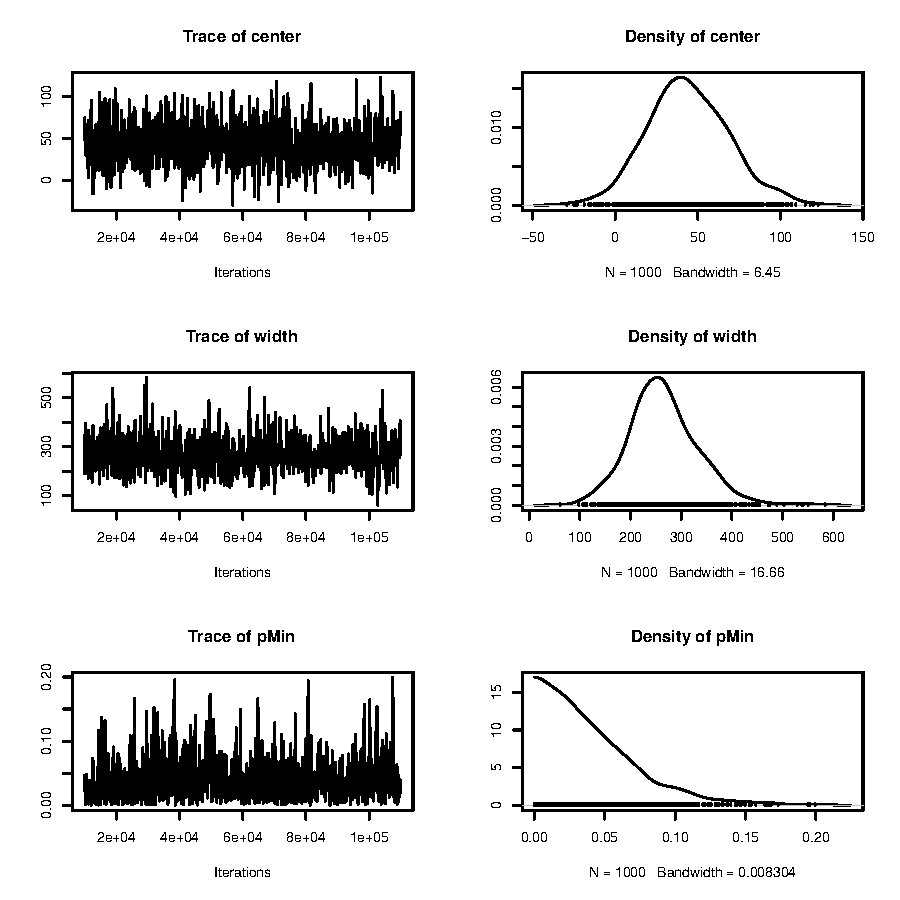 Trace of center
Density of center
0 50 100
0.000 0.010
2e+04 4e+04 6e+04 8e+04 1e+05
−50 0 50 100 150
Iterations
N = 1000 Bandwidth = 6.45
Trace of width
Density of width
100 300 500
0.000 0.003 0.006
2e+04 4e+04 6e+04 8e+04 1e+05
0 100 200 300 400 500 600
Iterations
N = 1000 Bandwidth = 16.66
Trace of pMin
Density of pMin
0.00 0.10 0.20
0 5 10 15
2e+04 4e+04 6e+04 8e+04 1e+05
0.00 0.05 0.10 0.15 0.20
Iterations
N = 1000 Bandwidth = 0.008304